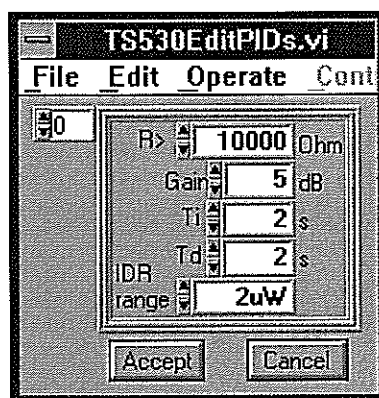 TS530EditPIDs.vi
File Edit Operate Cont
0
R> 10000 Ohm
Gain 5 dB
Ti 2 s
Td 2 s
IDR
range 2uW
Accept Cancel